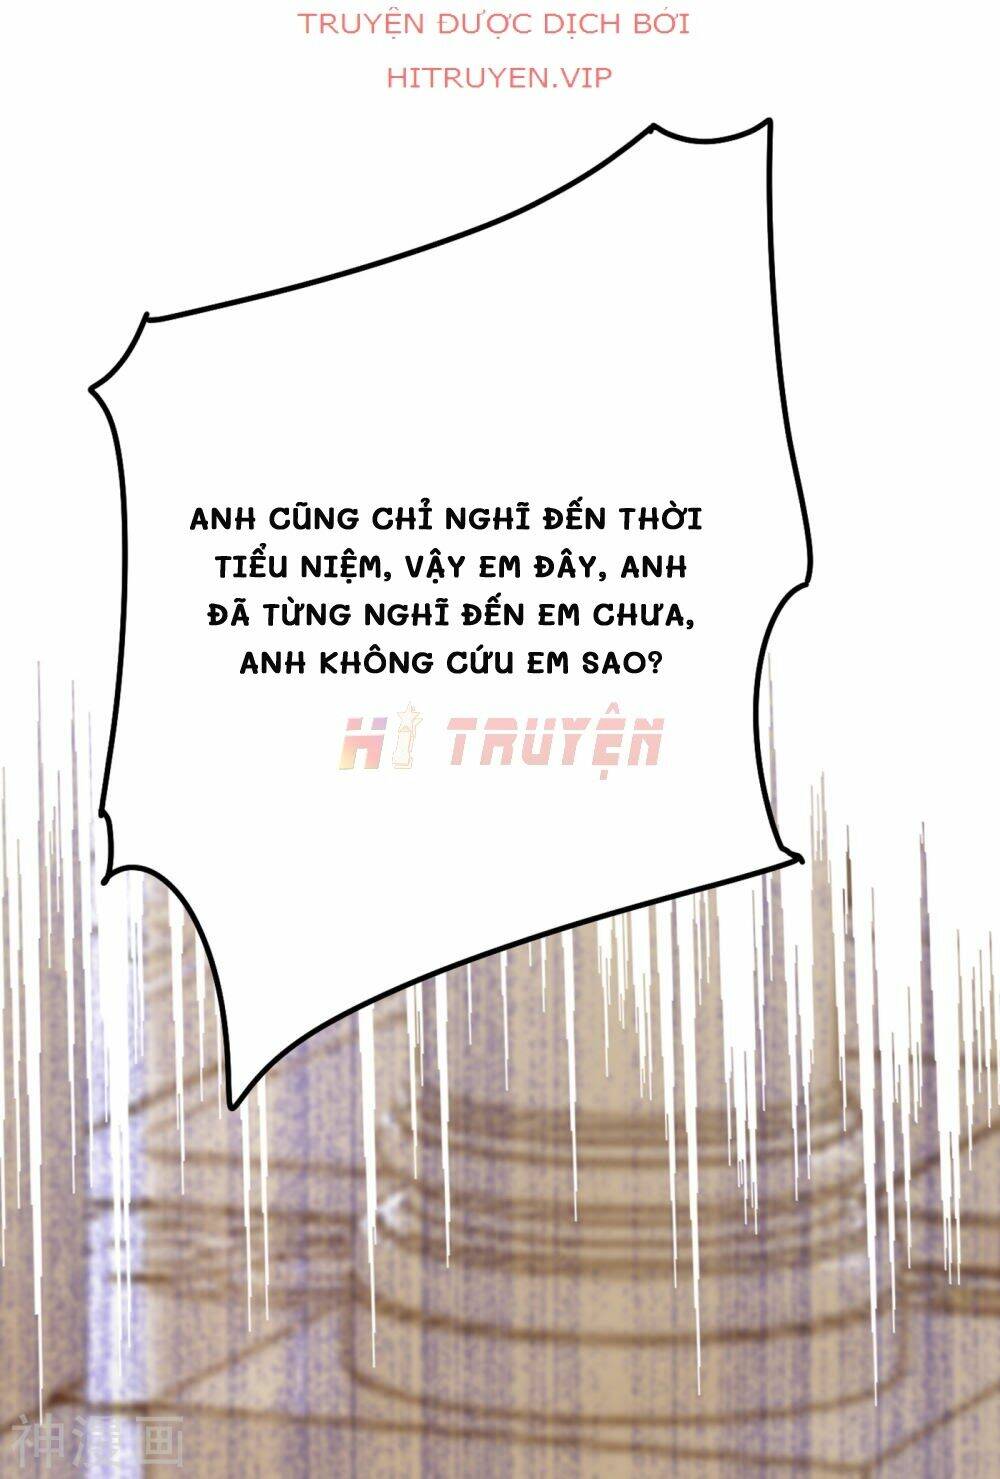 TRUYỆN ĐƯỢC DỊCH BỞI
HITRUYEN.VIP
ANH CŨNG CHỈ NGHĨ ĐẾN THỜI
TIỂU NIỆM, VẬY EM ĐÂY, ANH
ĐÃ TỪNG NGHĨ ĐẾN EM CHƯA,
ANH KHÔNG CỨU EM SAO?
HI TRUYỆN
神漫画